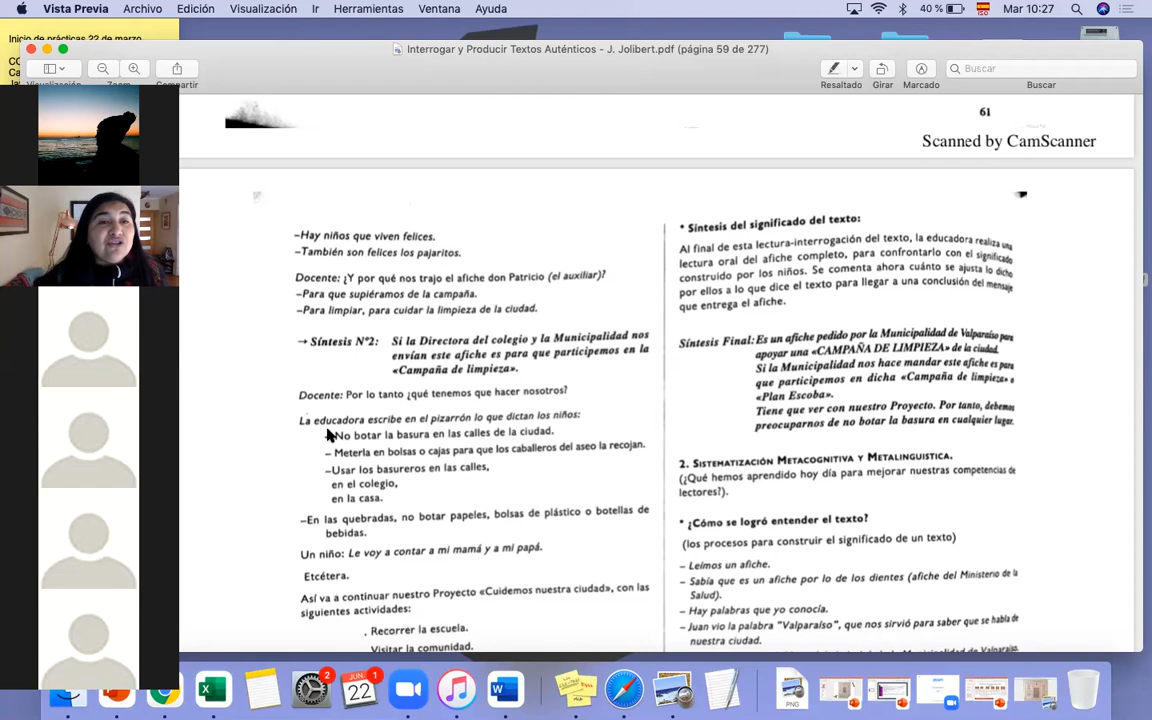 Vista Previa Archivo Edición Visualización Ir Herramientas Ventana Ayuda 40 % Mar 10:27
Inicio de prácticas 22 de marzo
Interrogar y Producir Textos Auténticos - J. Jolibert.pdf (página 59 de 277)
Buscar
Zoom Compartir Resaltado Girar Marcado Buscar
61
Scanned by CamScanner
–Hay niños que viven felices.
–También son felices los pajaritos.
Docente: ¿Y por qué nos trajo el afiche don Patricio (el auxiliar)?
–Para que supiéramos de la campaña.
–Para limpiar, para cuidar la limpieza de la ciudad.
→ Síntesis Nº2: Si la Directora del colegio y la Municipalidad nos
envían este afiche es para que participemos en la
«Campaña de limpieza».
Docente: Por lo tanto ¿qué tenemos que hacer nosotros?
La educadora escribe en el pizarrón lo que dictan los niños:
–No botar la basura en las calles de la ciudad.
– Meterla en bolsas o cajas para que los caballeros del aseo la recojan.
–Usar los basureros en las calles,
en el colegio,
en la casa.
–En las quebradas, no botar papeles, bolsas de plástico o botellas de
bebidas.
Un niño: Le voy a contar a mi mamá y a mi papá.
Etcétera.
Así va a continuar nuestro Proyecto «Cuidemos nuestra ciudad», con las
siguientes actividades:
. Recorrer la escuela.
Visitar la comunidad.
• Síntesis del significado del texto:
Al final de esta lectura-interrogación del texto, la educadora realiza una
lectura oral del afiche completo, para confrontarlo con el significado
construido por los niños. Se comenta ahora cuánto se ajusta lo dicho
por ellos a lo que dice el texto para llegar a una conclusión del mensaje
que entrega el afiche.
Síntesis Final: Es un afiche pedido por la Municipalidad de Valparaíso para
apoyar una «CAMPAÑA DE LIMPIEZA» de la ciudad.
Si la Municipalidad nos hace mandar este afiche es para
que participemos en dicha «Campaña de limpieza» o
«Plan Escoba».
Tiene que ver con nuestro Proyecto. Por tanto, debemos
preocuparnos de no botar la basura en cualquier lugar.
2. SISTEMATIZACIÓN METACOGNITIVA Y METALINGUISTICA.
(¿Qué hemos aprendido hoy día para mejorar nuestras competencias de
lectores?).
• ¿Cómo se logró entender el texto?
(los procesos para construir el significado de un texto)
– Leímos un afiche.
– Sabía que es un afiche por lo de los dientes (afiche del Ministerio de la
Salud).
– Hay palabras que yo conocía.
– Juan vio la palabra "Valparaíso", que nos sirvió para saber que se habla de
nuestra ciudad.
Municipalidad de Valparaíso
2
JUN
22
1
PNG